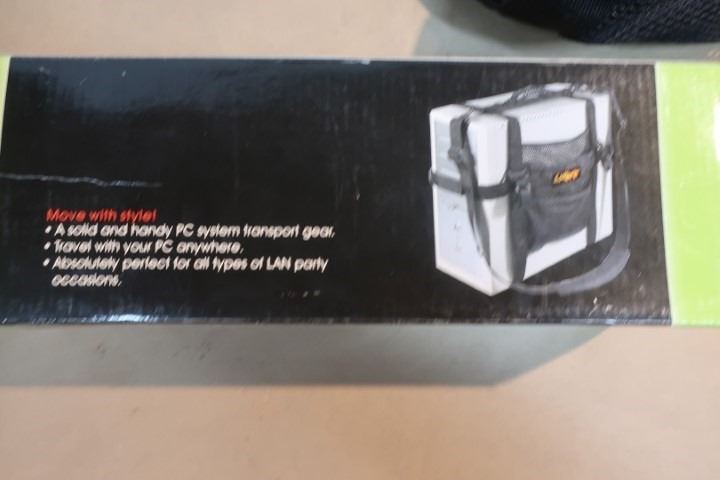 Move with style!
• A solid and handy PC system transport gear.
• Travel with your PC anywhere.
• Absolutely perfect for all types of LAN party
occasions.